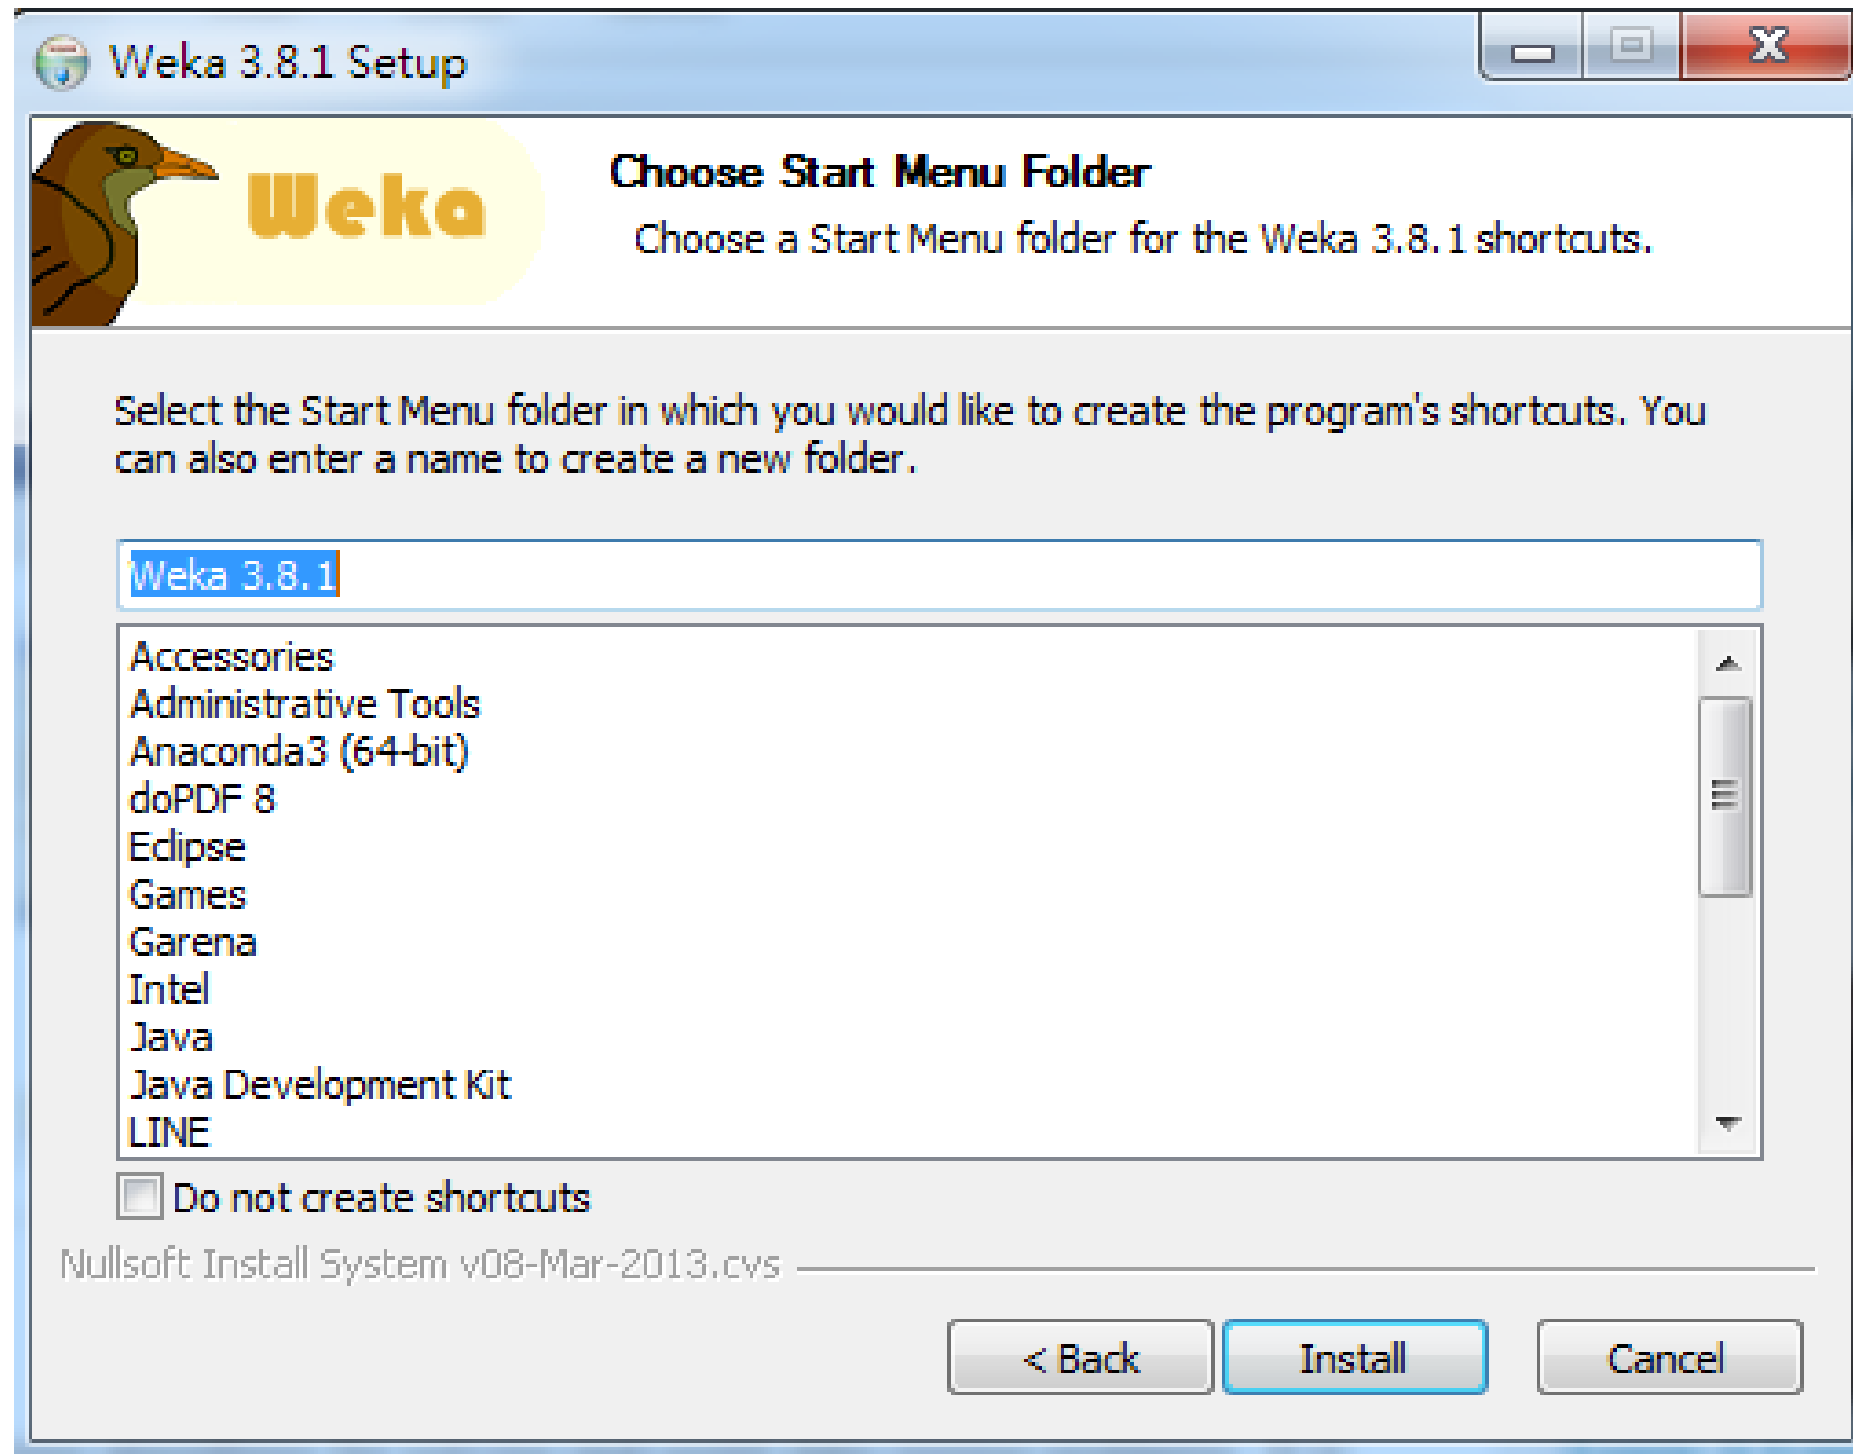 Weka 3.8.1 Setup
Weka
Choose Start Menu Folder
Choose a Start Menu folder for the Weka 3.8.1 shortcuts.
Select the Start Menu folder in which you would like to create the program's shortcuts. You
can also enter a name to create a new folder.
Weka 3.8.1
Accessories
Administrative Tools
Anaconda3 (64-bit)
doPDF 8
Eclipse
Games
Garena
Intel
Java
Java Development Kit
LINE
Do not create shortcuts
Nullsoft Install System v08-Mar-2013.cvs
< Back
Install
Cancel